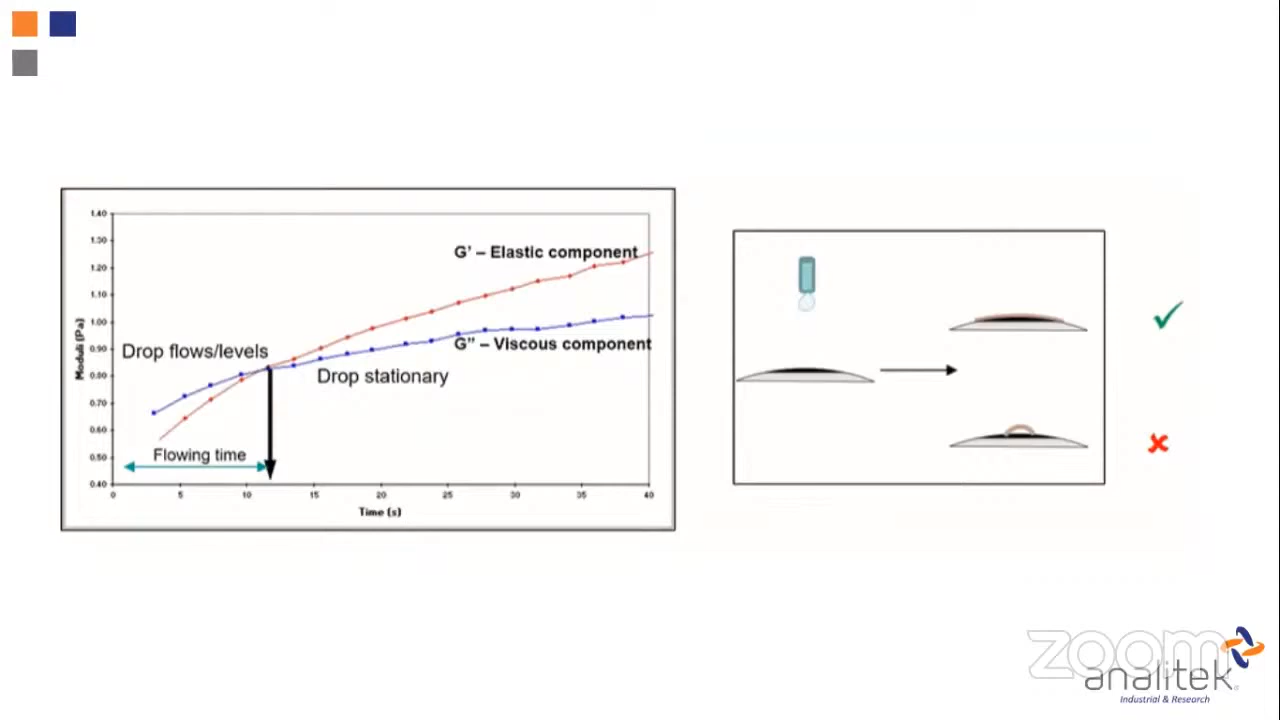 1.40
1.30
1.20
1.10
1.00
0.90
0.80
0.70
0.60
0.50
0.40
Moduli (Pa)
G' – Elastic component
G" – Viscous component
Drop flows/levels
Drop stationary
Flowing time
0 5 10 15 20 25 30 35 40
Time (s)
zoom
analitek
Industrial & Research